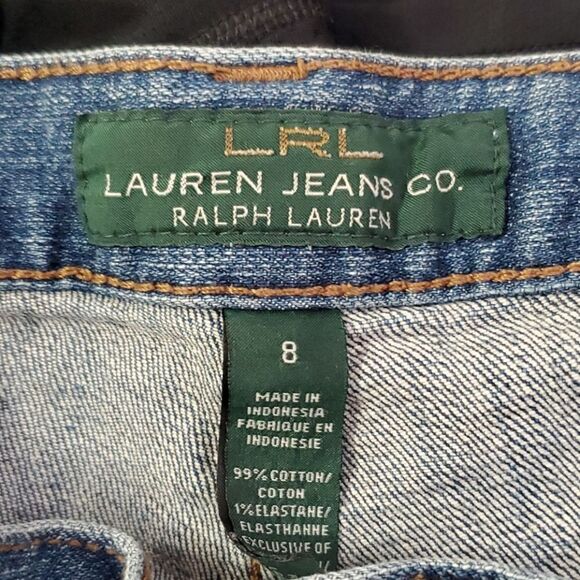 LRL
LAUREN JEANS CO.
RALPH LAUREN
8
MADE IN
INDONESIA
FABRIQUE EN
INDONESIE
99% COTTON/
COTON
1% ELASTANE/
ELASTHANNE
EXCLUSIVE OF